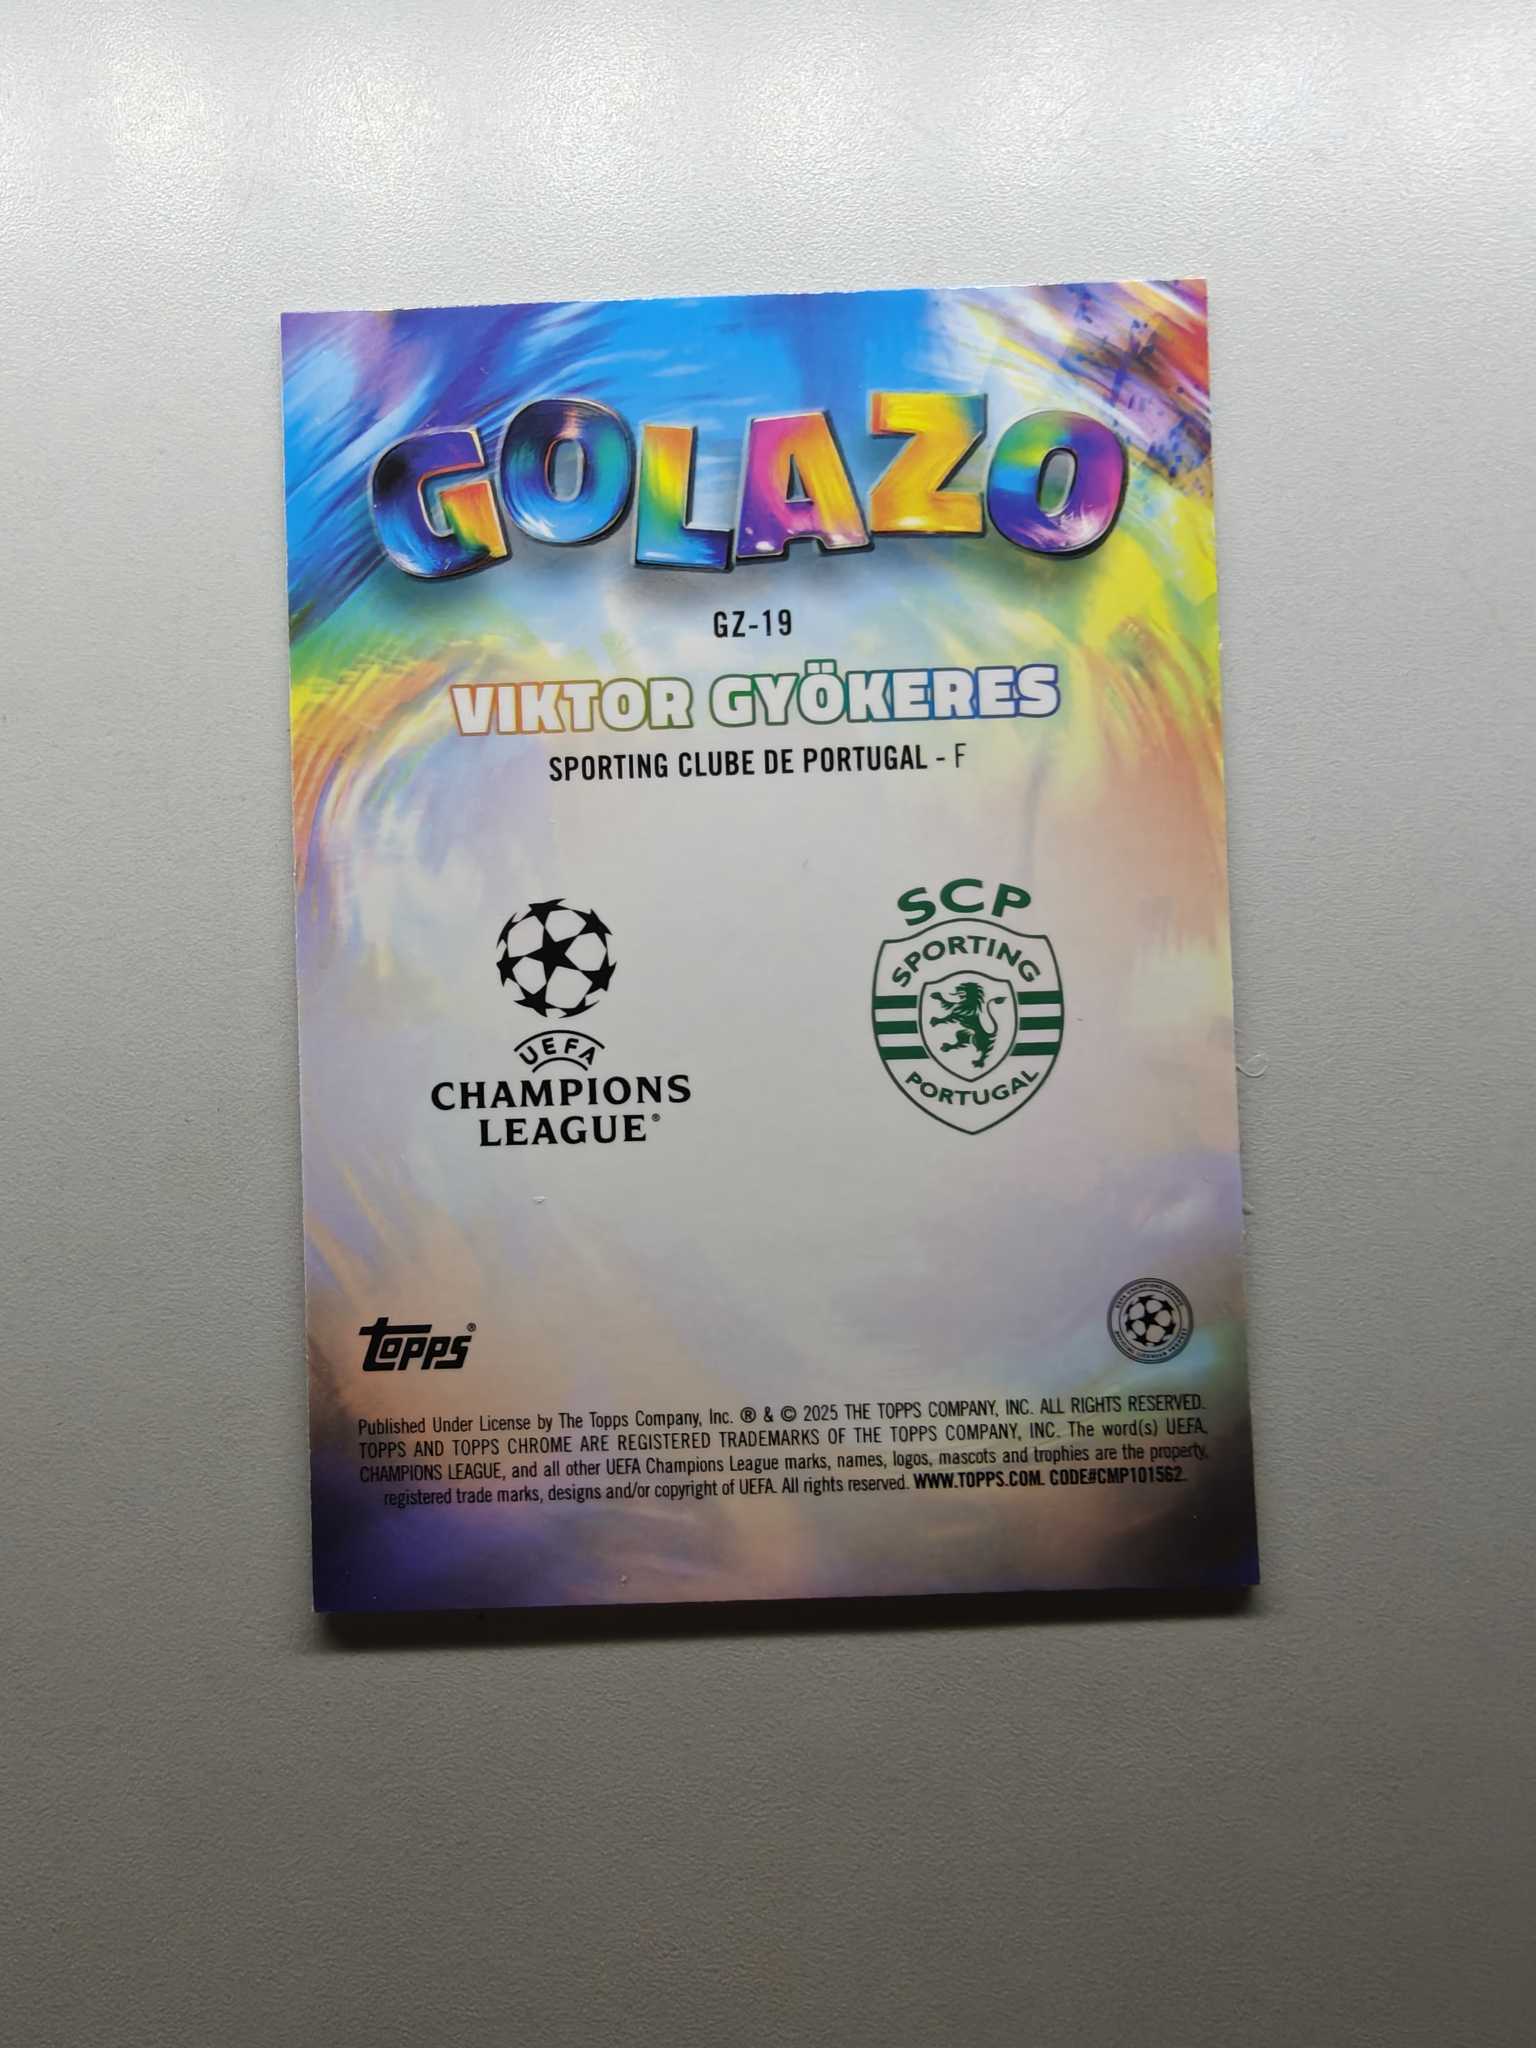 GOLAZO
GZ-19
VIKTOR GYÖKERES
SPORTING CLUBE DE PORTUGAL - F
SCP
SPORTING
PORTUGAL
UEFA
CHAMPIONS
LEAGUE®
TOPPS®
Published Under License by The Topps Company, Inc. ® & © 2025 THE TOPPS COMPANY, INC. ALL RIGHTS RESERVED.
TOPPS AND TOPPS CHROME ARE REGISTERED TRADEMARKS OF THE TOPPS COMPANY, INC. The word(s) UEFA,
CHAMPIONS LEAGUE, and all other UEFA Champions League marks, names, logos, mascots and trophies are the property,
registered trade marks, designs and/or copyright of UEFA. All rights reserved. WWW.TOPPS.COM. CODE#CMP101562.